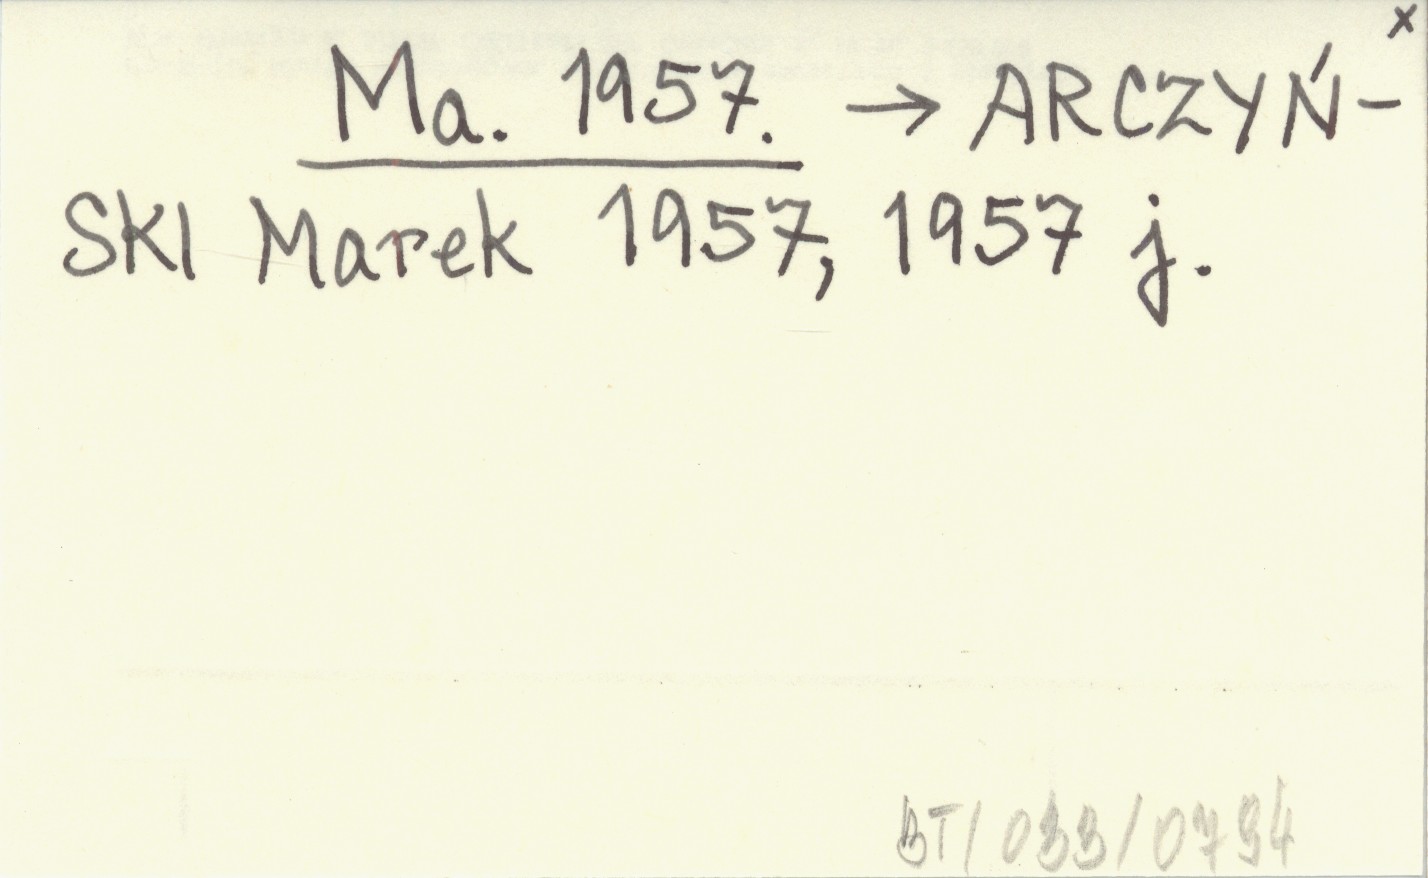 x
Ma. 1957. → ARCZYŃ-
SKI Marek 1957, 1957 j.
BT/033/0794